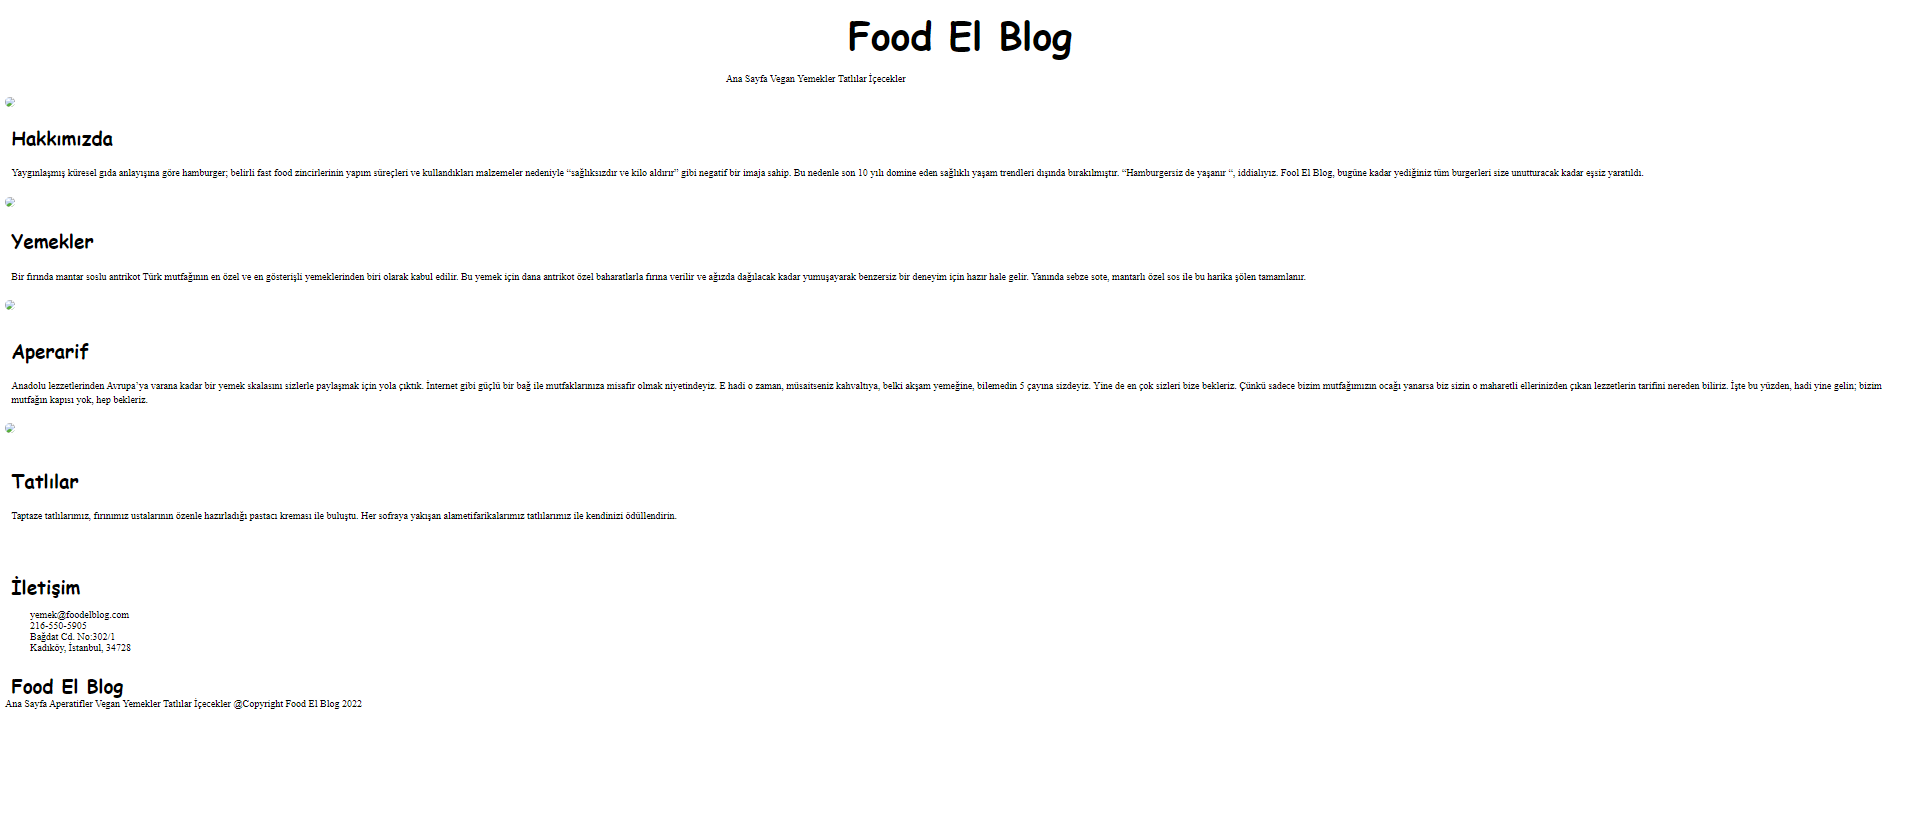 Food El Blog
Ana Sayfa Vegan Yemekler Tatlılar İçecekler
Hakkımızda
Yaygınlaşmış küresel gıda anlayışına göre hamburger; belirli fast food zincirlerinin yapım süreçleri ve kullandıkları malzemeler nedeniyle “sağlıksızdır ve kilo aldırır” gibi negatif bir imaja sahip. Bu nedenle son 10 yılı domine eden sağlıklı yaşam trendleri dışında bırakılmıştır. “Hamburgersiz de yaşanır “, iddialıyız. Fool El Blog, bugüne kadar yediğiniz tüm burgerleri size unutturacak kadar eşsiz yaratıldı.
Yemekler
Bir fırında mantar soslu antrikot Türk mutfağının en özel ve en gösterişli yemeklerinden biri olarak kabul edilir. Bu yemek için dana antrikot özel baharatlarla fırına verilir ve ağızda dağılacak kadar yumuşayarak benzersiz bir deneyim için hazır hale gelir. Yanında sebze sote, mantarlı özel sos ile bu harika şölen tamamlanır.
Aperarif
Anadolu lezzetlerinden Avrupa’ya varana kadar bir yemek skalasını sizlerle paylaşmak için yola çıktık. İnternet gibi güçlü bir bağ ile mutfaklarınıza misafir olmak niyetindeyiz. E hadi o zaman, müsaitseniz kahvaltıya, belki akşam yemeğine, bilemedin 5 çayına sizdeyiz. Yine de en çok sizleri bize bekleriz. Çünkü sadece bizim mutfağımızın ocağı yanarsa biz sizin o maharetli ellerinizden çıkan lezzetlerin tarifini nereden biliriz. İşte bu yüzden, hadi yine gelin; bizim
mutfağın kapısı yok, hep bekleriz.
Tatlılar
Taptaze tatlılarımız, fırınımız ustalarının özenle hazırladığı pastacı kreması ile buluştu. Her sofraya yakışan alametifarikalarımız tatlılarımız ile kendinizi ödüllendirin.
İletişim
yemek@foodelblog.com
216-550-5905
Bağdat Cd. No:302/1
Kadıköy, İstanbul, 34728
Food El Blog
Ana Sayfa Aperatifler Vegan Yemekler Tatlılar İçecekler @Copyright Food El Blog 2022